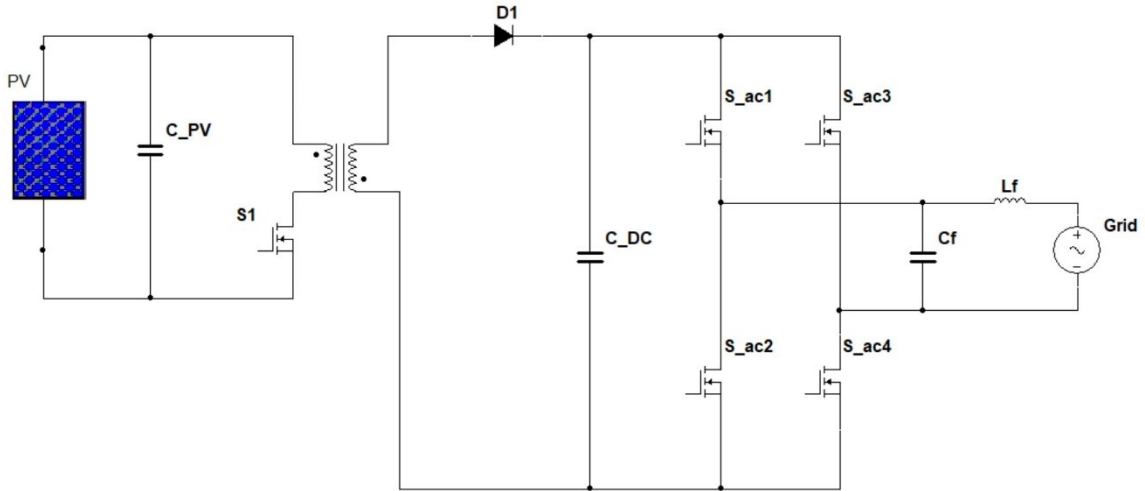 D1
PV
S_ac1
S_ac3
C_PV
Lf
S1
Grid
C_DC
Cf
+
~
−
S_ac2
S_ac4